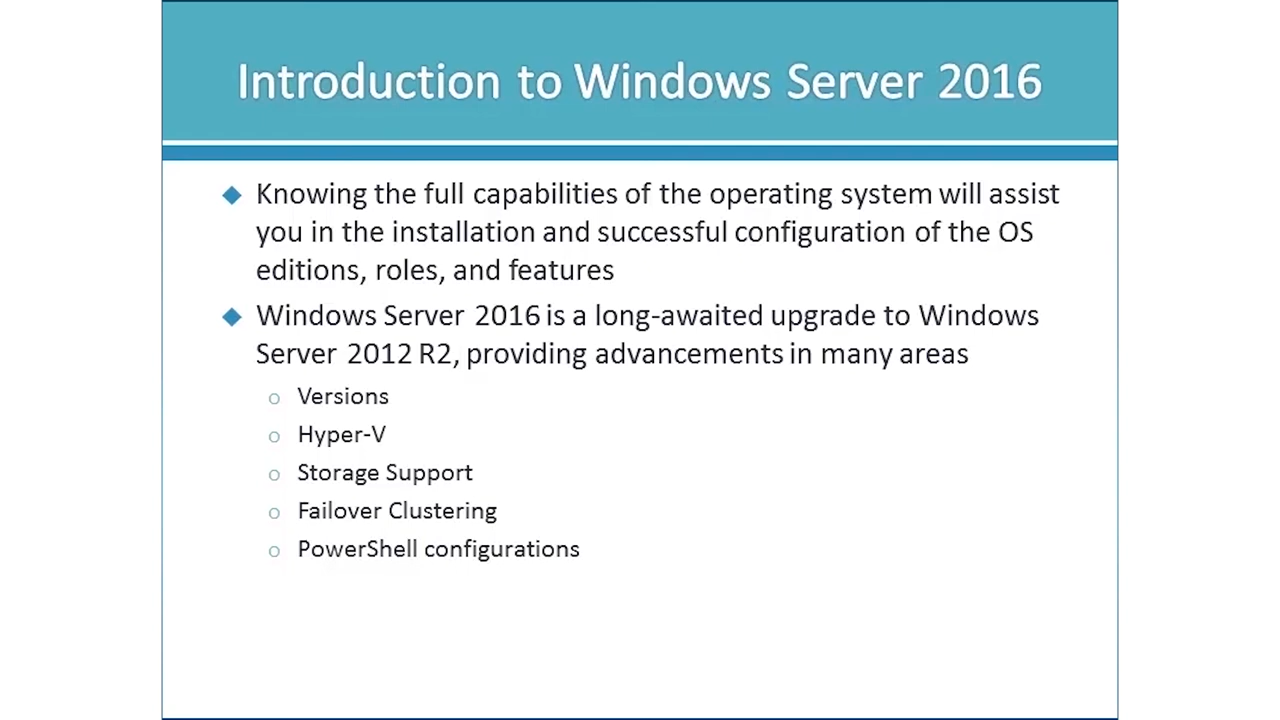 Introduction to Windows Server 2016
Knowing the full capabilities of the operating system will assist
you in the installation and successful configuration of the OS
editions, roles, and features
Windows Server 2016 is a long-awaited upgrade to Windows
Server 2012 R2, providing advancements in many areas
Versions
Hyper-V
Storage Support
Failover Clustering
PowerShell configurations